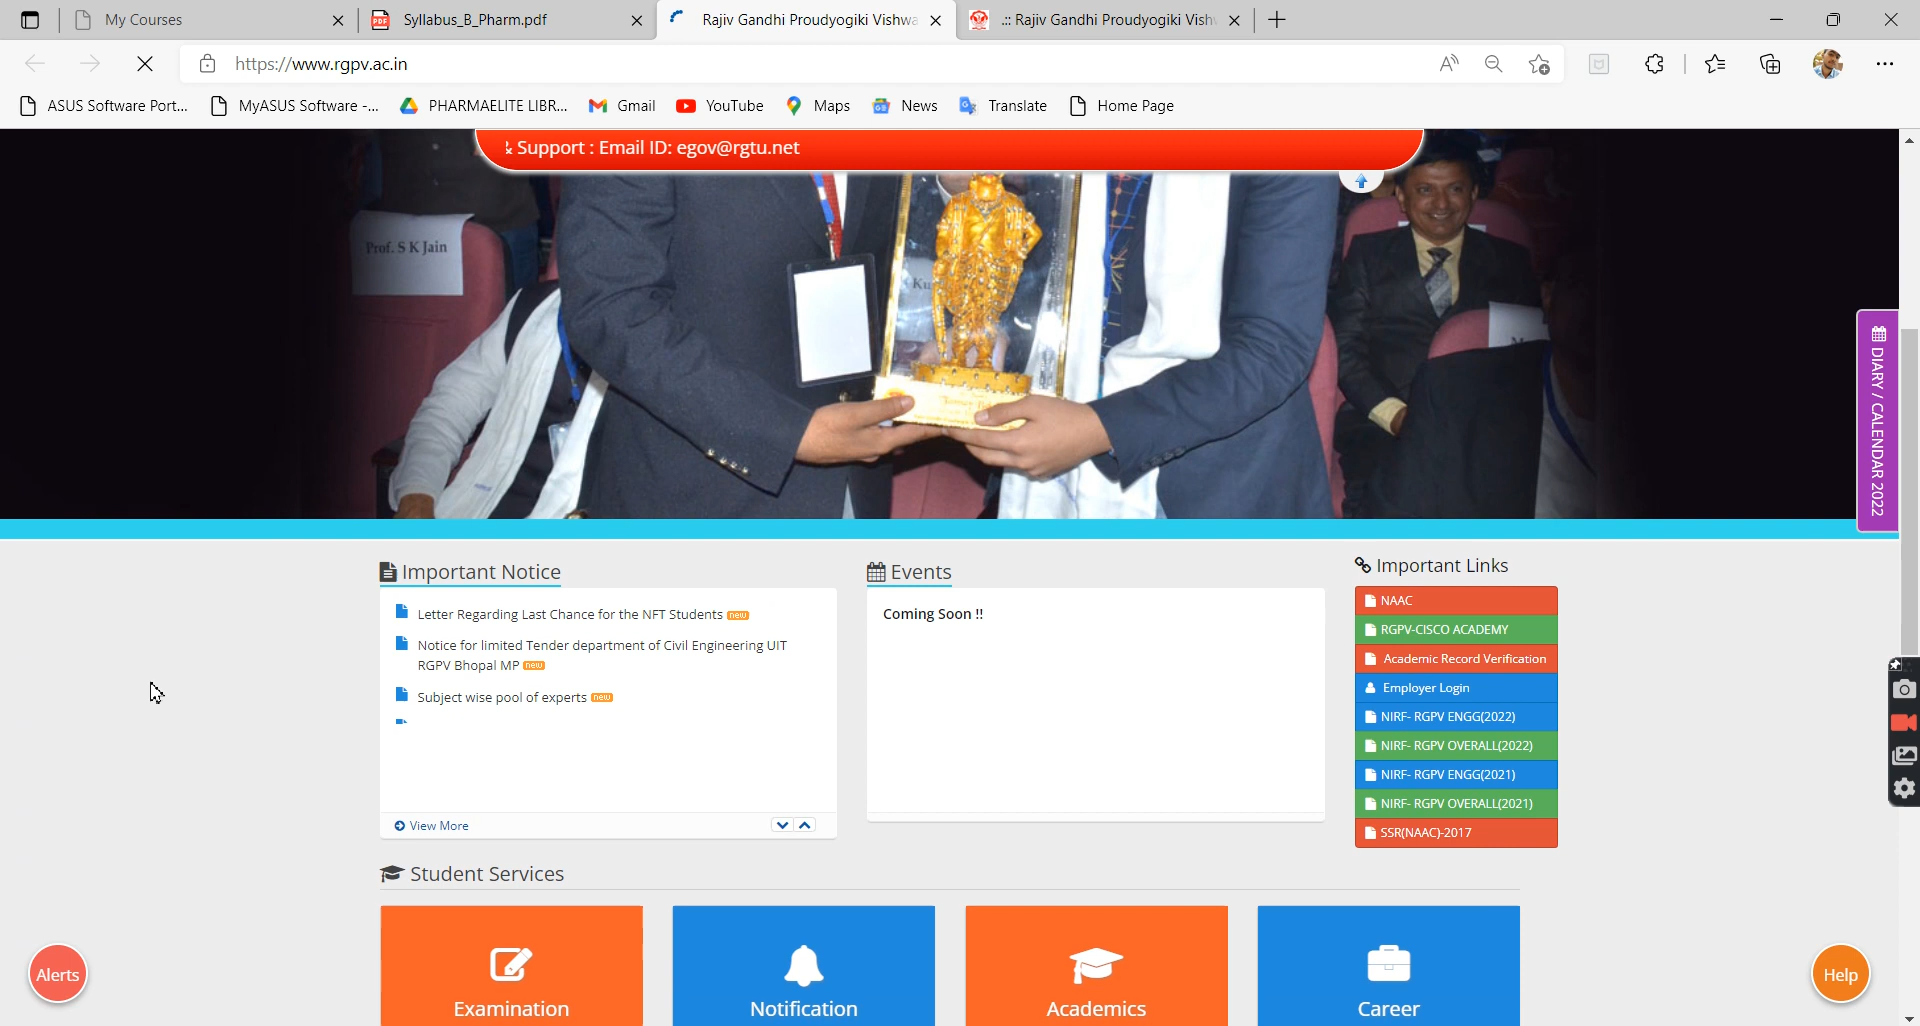 My Courses
Syllabus_B_Pharm.pdf
Rajiv Gandhi Proudyogiki Vishwa
.:: Rajiv Gandhi Proudyogiki Vishw
https://www.rgpv.ac.in
ASUS Software Port...
MyASUS Software -...
PHARMAELITE LIBR...
Gmail
YouTube
Maps
News
Translate
Home Page
Support : Email ID: egov@rgtu.net
Prof. S K Jain
DIARY / CALENDAR 2022
Important Notice
Events
Important Links
Letter Regarding Last Chance for the NFT Students new
Notice for limited Tender department of Civil Engineering UIT
RGPV Bhopal MP new
Subject wise pool of experts new
View More
Coming Soon !!
NAAC
RGPV-CISCO ACADEMY
Academic Record Verification
Employer Login
NIRF- RGPV ENGG(2022)
NIRF- RGPV OVERALL(2022)
NIRF- RGPV ENGG(2021)
NIRF- RGPV OVERALL(2021)
SSR(NAAC)-2017
Student Services
Examination
Notification
Academics
Career
Alerts
Help